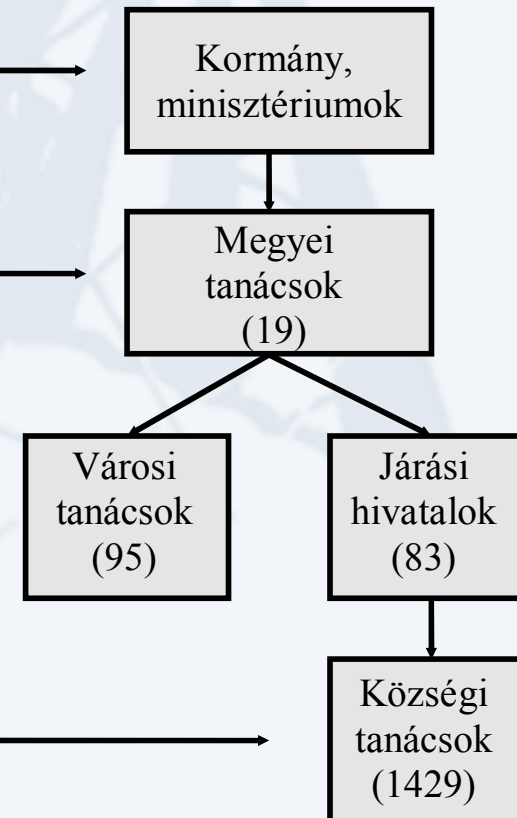 Kormány,
minisztériumok
Megyei
tanácsok
(19)
Városi
tanácsok
(95)
Járási
hivatalok
(83)
Községi
tanácsok
(1429)